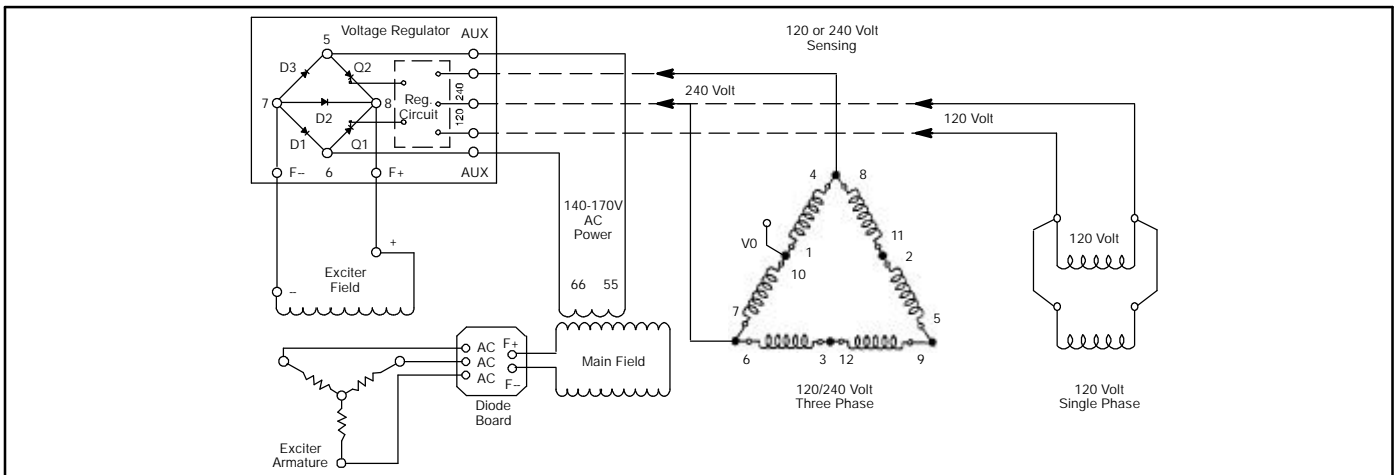 Voltage Regulator
AUX
5
D3
Q2
7
8
D2
D1
Q1
6
Reg.
Circuit
240
120
F--
F+
AUX
120 or 240 Volt
Sensing
240 Volt
120 Volt
140-170V
AC
Power
66 55
+
--
Exciter
Field
AC
AC
AC
F+
F--
Diode
Board
Main Field
Exciter
Armature
4
8
V0
1
10
11
2
7
5
6
3
12
9
120/240 Volt
Three Phase
120 Volt
120 Volt
Single Phase